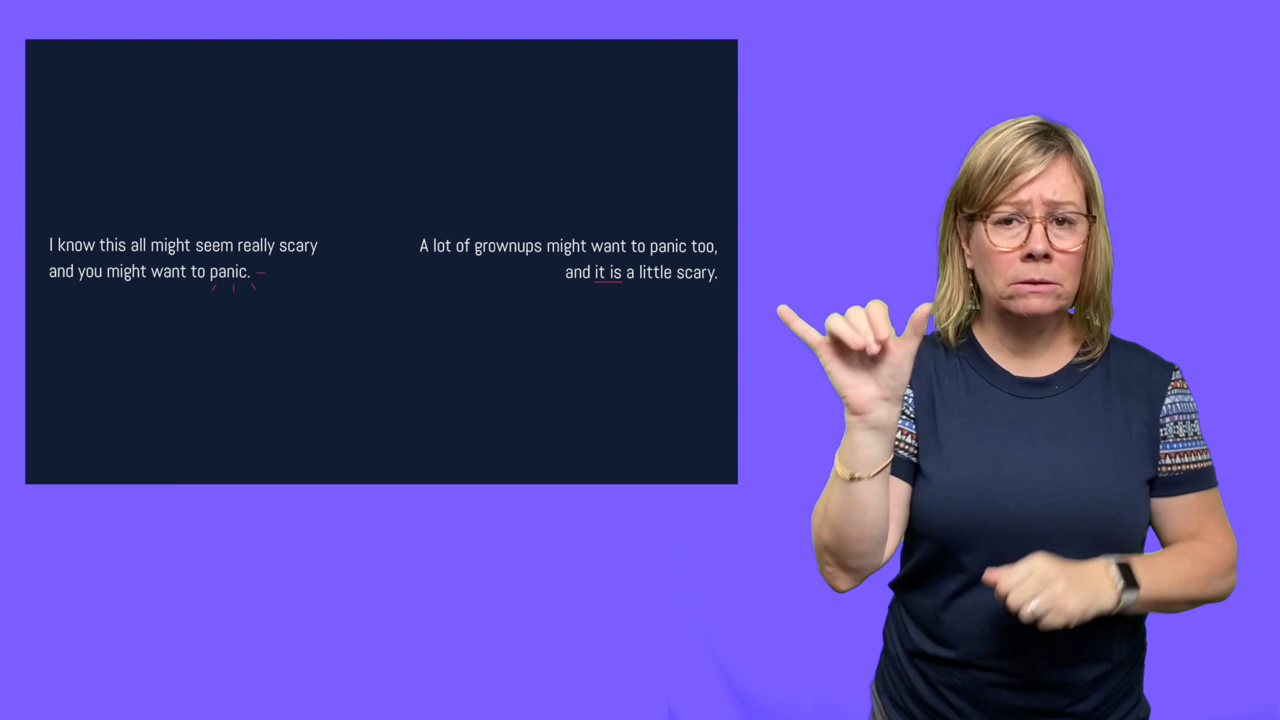 I know this all might seem really scary
and you might want to panic.
A lot of grownups might want to panic too,
and it is a little scary.